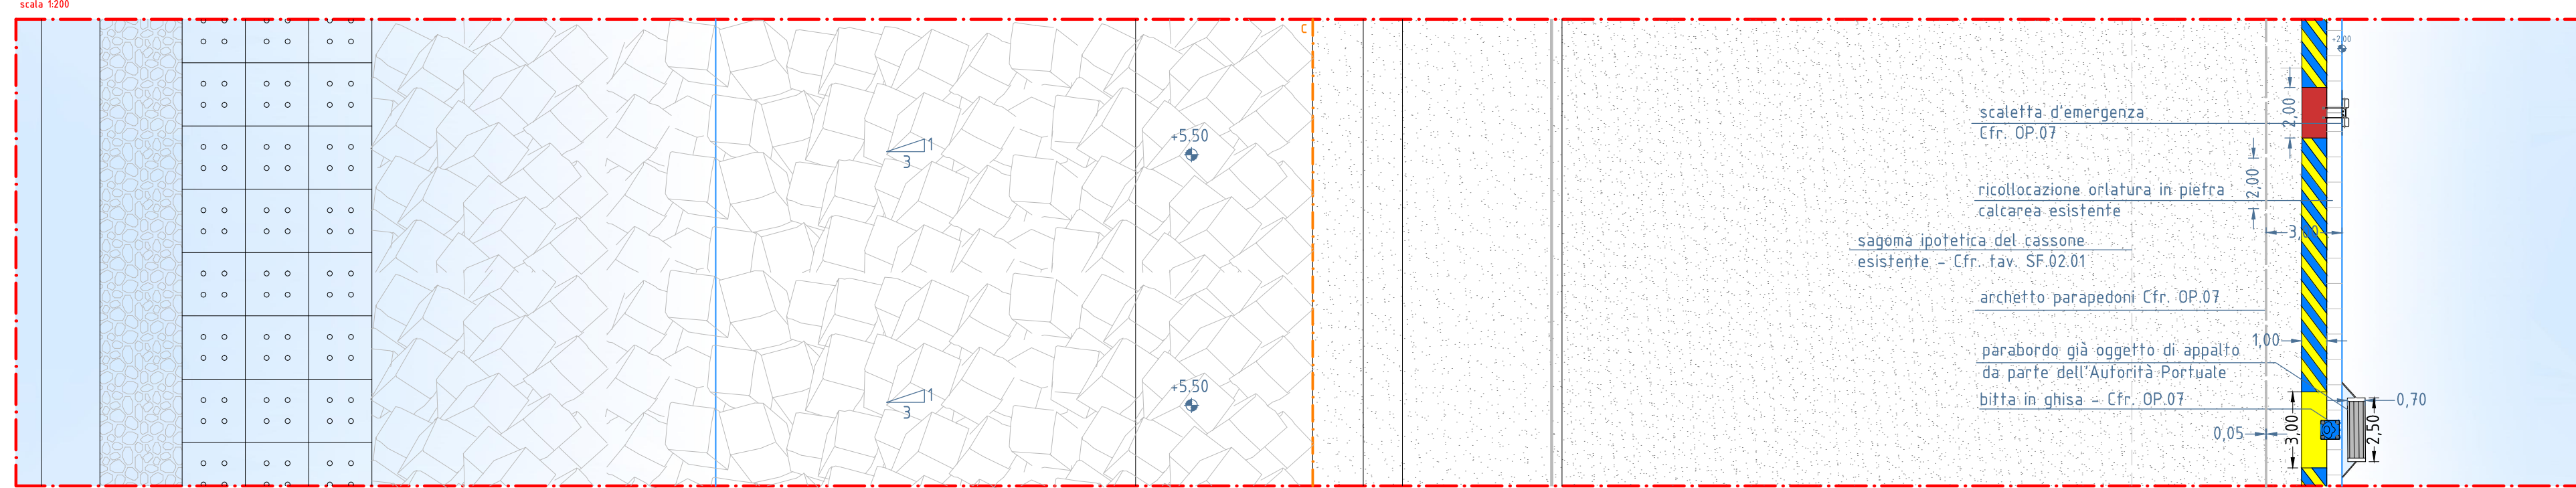 scala 1:200
C
+2.00
+5.50
1
3
scaletta d'emergenza
Cfr. OP.07
2,00
ricollocazione orlatura in pietra
calcarea esistente
2,00
sagoma ipotetica del cassone
esistente - Cfr. tav. SF.02.01
archetto parapedoni Cfr. OP.07
1,00
parabordo già oggetto di appalto
da parte dell'Autorità Portuale
bitta in ghisa - Cfr. OP.07
+5.50
1
3
0,70
0,05
3,00
2,50